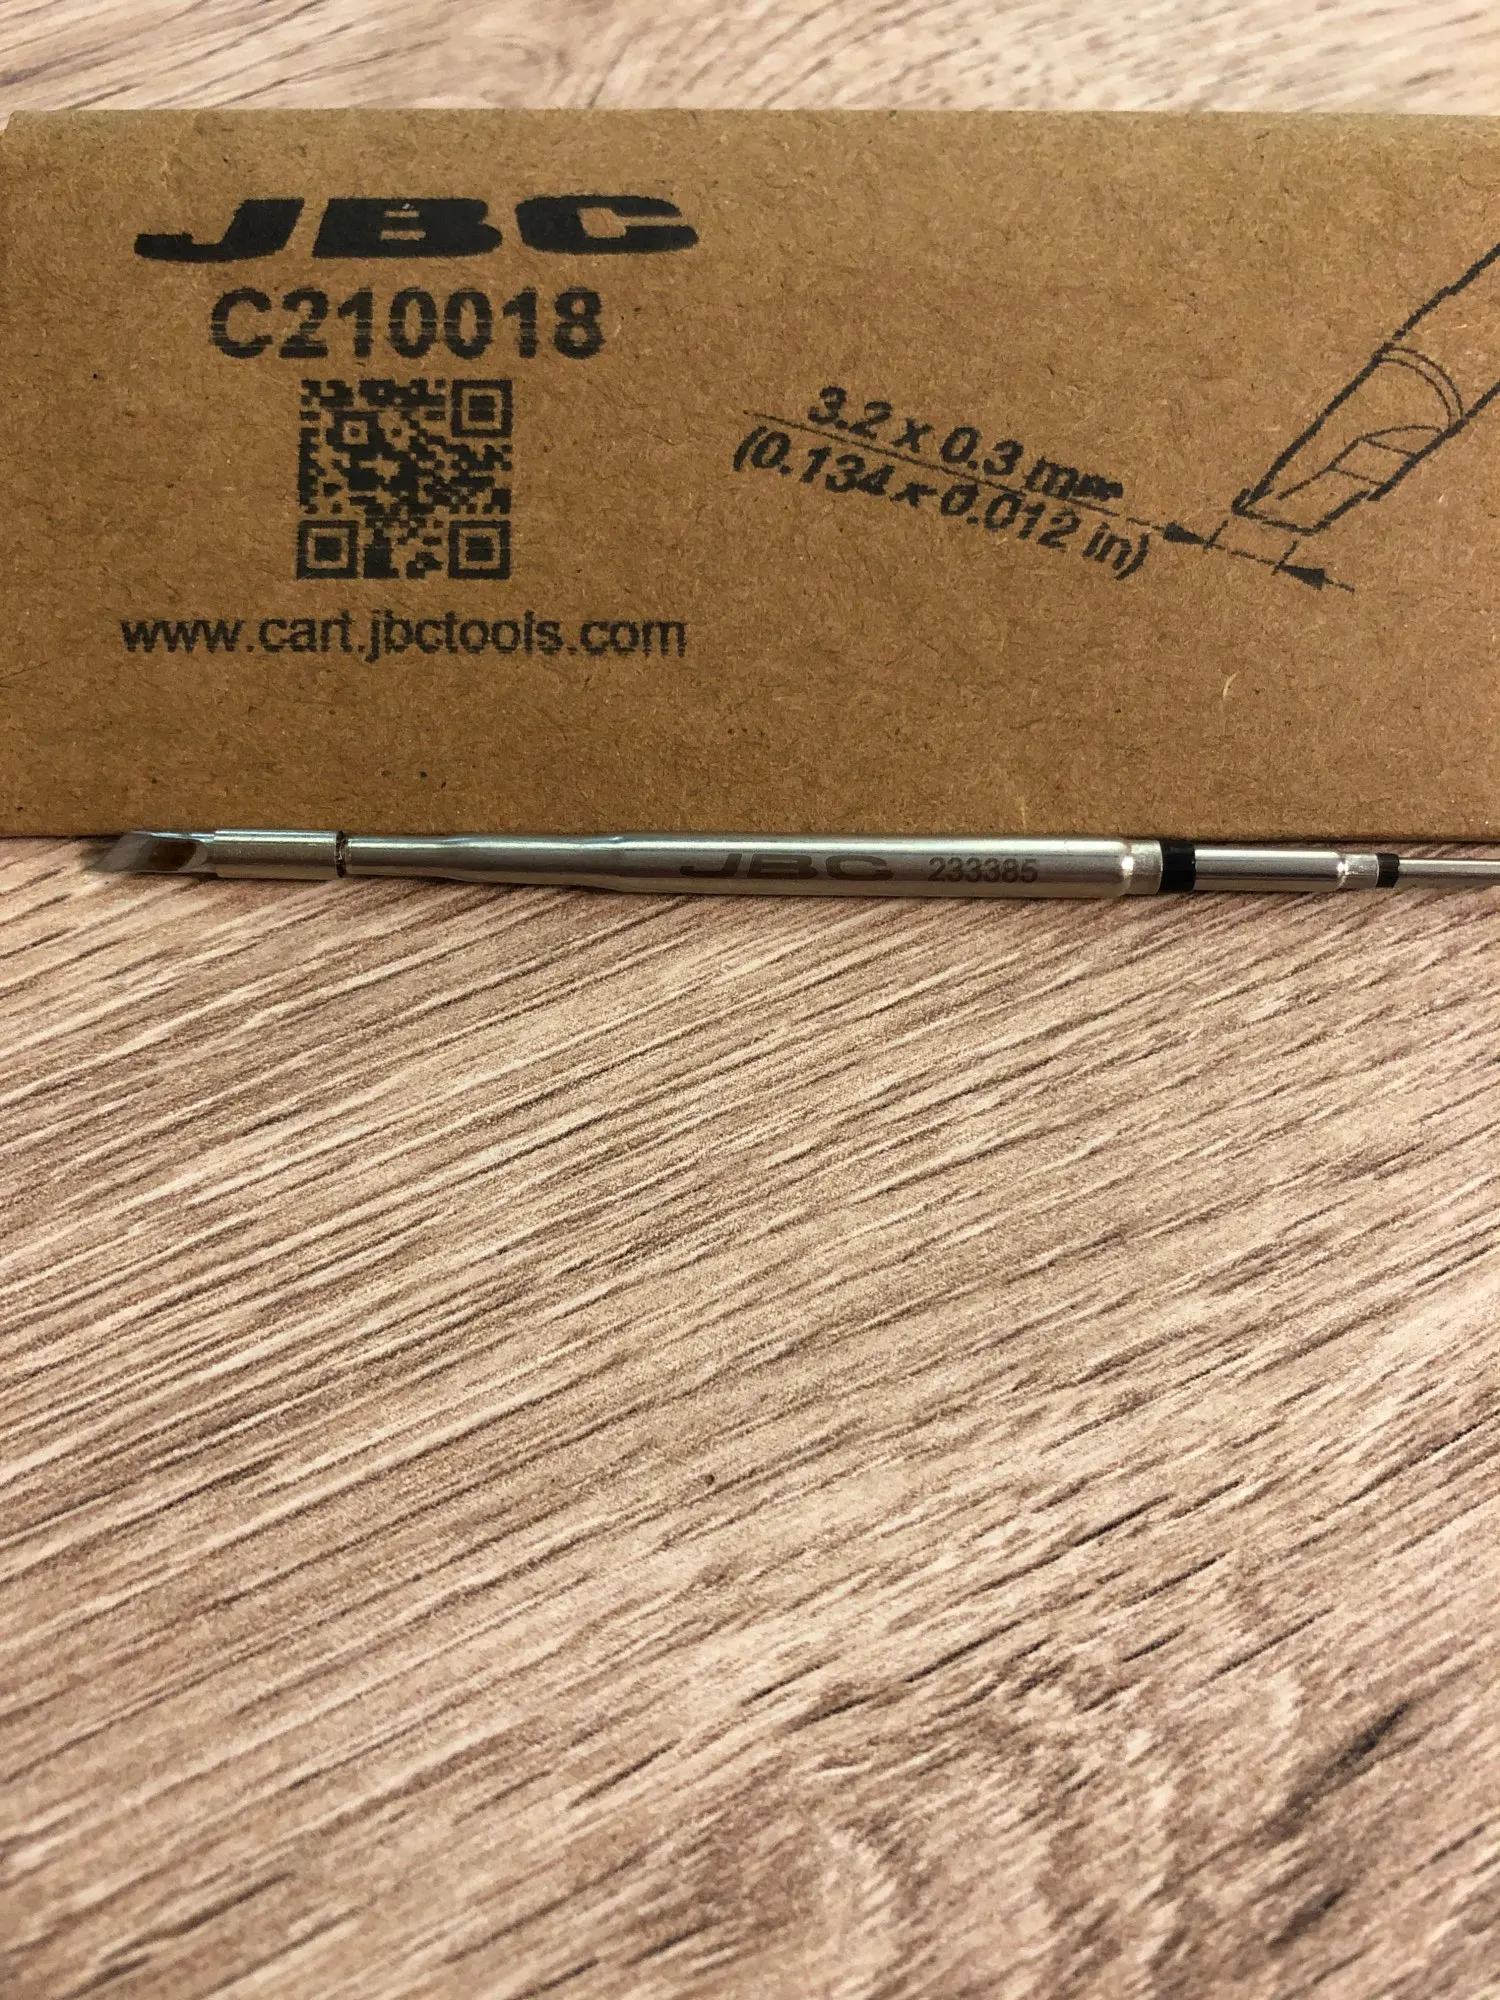 JBC
C210018
www.cart.jbctools.com
3.2 x 0.3 mm
(0.134 x 0.012 in)
JBC 233385